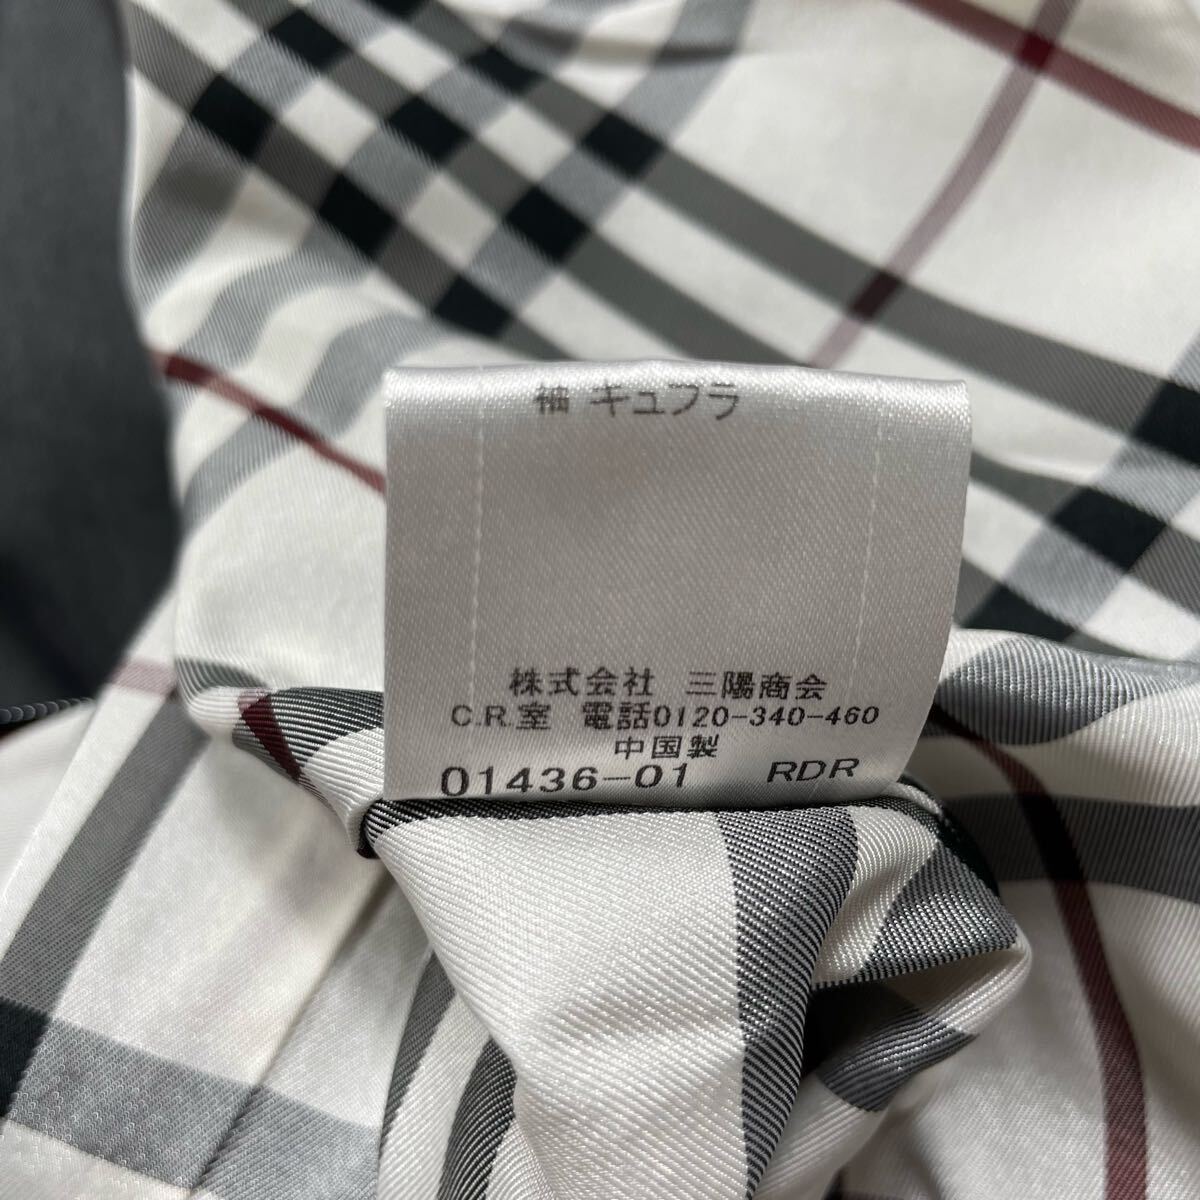 袖 キュプラ
株式会社 三陽商会
C.R.室 電話0120-340-460
中国製
01436-01 RDR